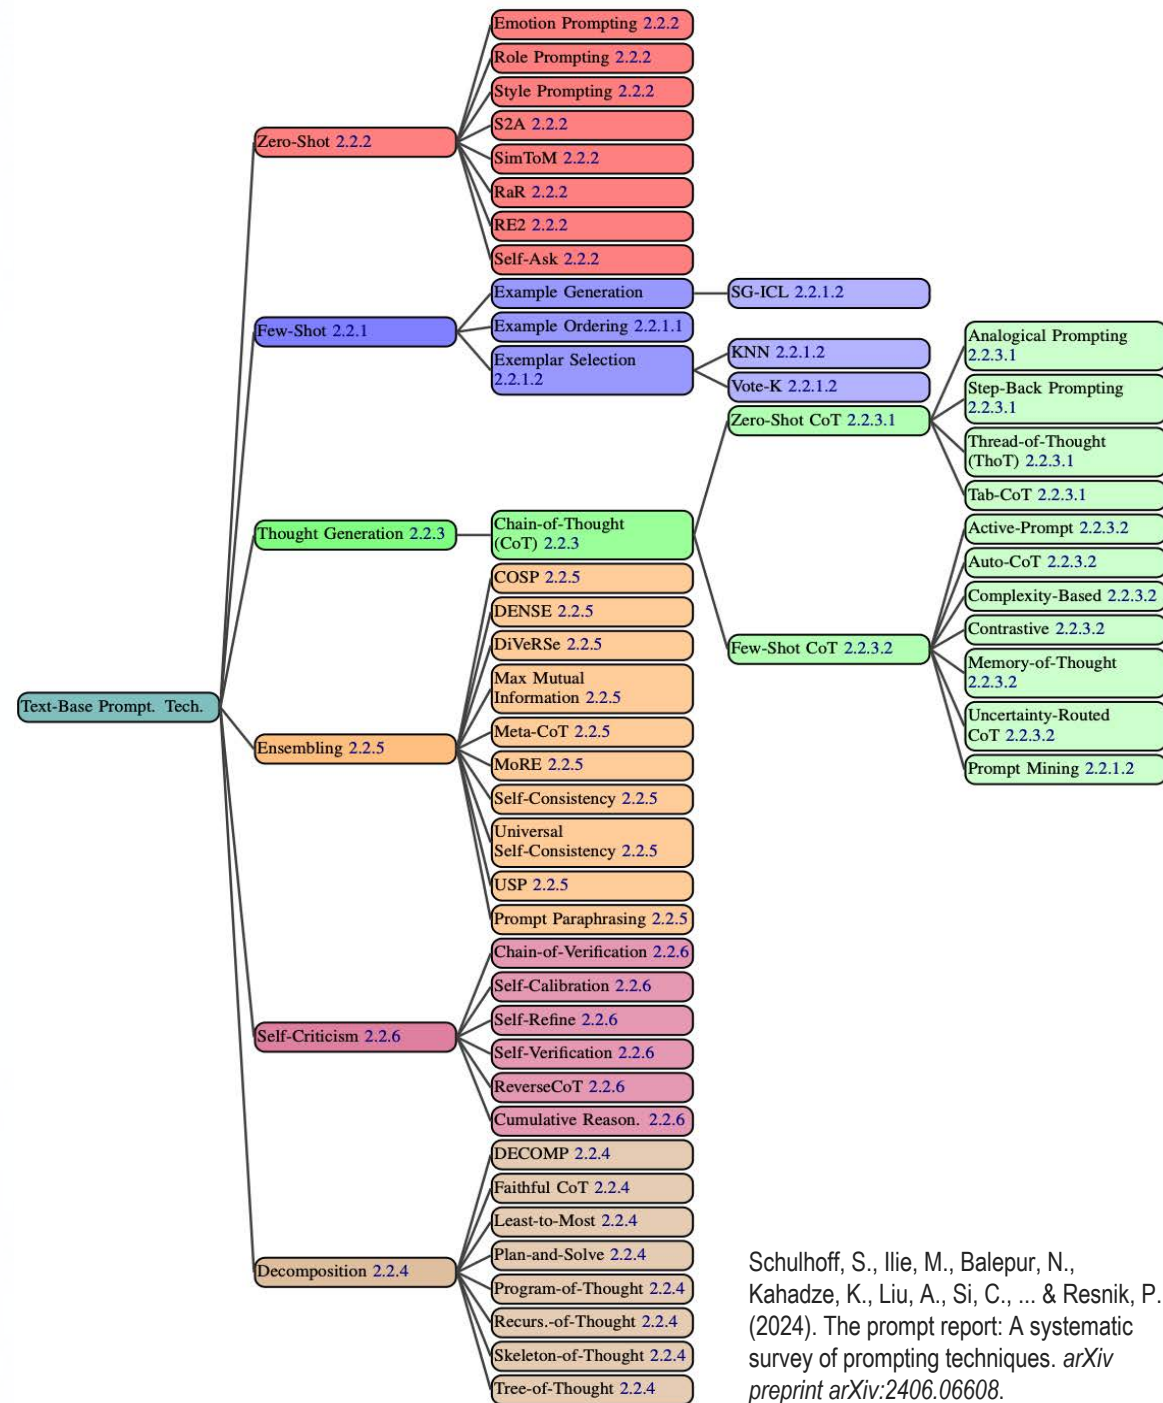 Emotion Prompting 2.2.2
Role Prompting 2.2.2
Style Prompting 2.2.2
S2A 2.2.2
Zero-Shot 2.2.2
SimToM 2.2.2
RaR 2.2.2
RE2 2.2.2
Self-Ask 2.2.2
Example Generation
SG-ICL 2.2.1.2
Few-Shot 2.2.1
Example Ordering 2.2.1.1
Exemplar Selection
2.2.1.2
KNN 2.2.1.2
Vote-K 2.2.1.2
Zero-Shot CoT 2.2.3.1
Analogical Prompting
2.2.3.1
Step-Back Prompting
2.2.3.1
Thread-of-Thought
(ThoT) 2.2.3.1
Tab-CoT 2.2.3.1
Thought Generation 2.2.3
Chain-of-Thought
(CoT) 2.2.3
Active-Prompt 2.2.3.2
Auto-CoT 2.2.3.2
Complexity-Based 2.2.3.2
Contrastive 2.2.3.2
Few-Shot CoT 2.2.3.2
Memory-of-Thought
2.2.3.2
Uncertainty-Routed
CoT 2.2.3.2
Prompt Mining 2.2.1.2
COSP 2.2.5
DENSE 2.2.5
DiVeRSe 2.2.5
Max Mutual
Information 2.2.5
Text-Base Prompt. Tech.
Ensembling 2.2.5
Meta-CoT 2.2.5
MoRE 2.2.5
Self-Consistency 2.2.5
Universal
Self-Consistency 2.2.5
USP 2.2.5
Prompt Paraphrasing 2.2.5
Chain-of-Verification 2.2.6
Self-Calibration 2.2.6
Self-Criticism 2.2.6
Self-Refine 2.2.6
Self-Verification 2.2.6
ReverseCoT 2.2.6
Cumulative Reason. 2.2.6
DECOMP 2.2.4
Faithful CoT 2.2.4
Least-to-Most 2.2.4
Plan-and-Solve 2.2.4
Decomposition 2.2.4
Program-of-Thought 2.2.4
Recurs.-of-Thought 2.2.4
Skeleton-of-Thought 2.2.4
Tree-of-Thought 2.2.4
Schulhoff, S., Ilie, M., Balepur, N.,
Kahadze, K., Liu, A., Si, C., ... & Resnik, P.
(2024). The prompt report: A systematic
survey of prompting techniques. arXiv
preprint arXiv:2406.06608.